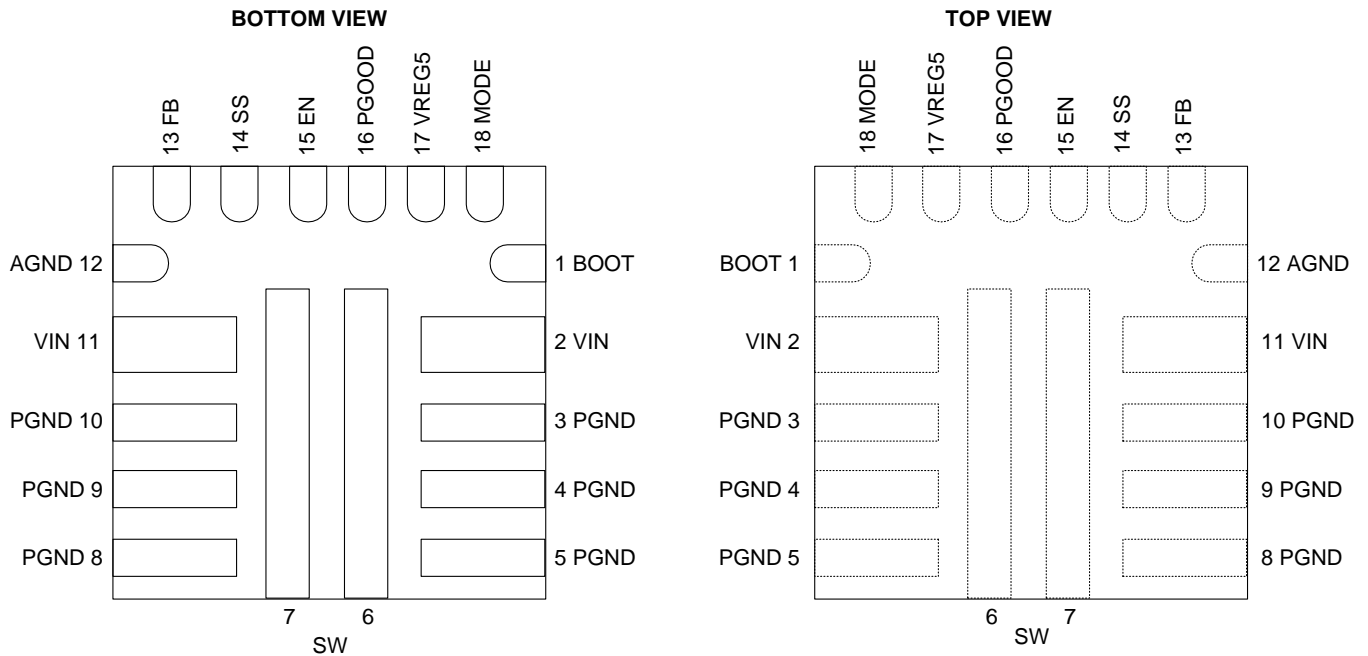 BOTTOM VIEW
13 FB
14 SS
15 EN
16 PGOOD
17 VREG5
18 MODE
AGND 12
1 BOOT
VIN 11
2 VIN
PGND 10
3 PGND
PGND 9
4 PGND
PGND 8
5 PGND
7
6
SW
TOP VIEW
18 MODE
17 VREG5
16 PGOOD
15 EN
14 SS
13 FB
BOOT 1
12 AGND
VIN 2
11 VIN
PGND 3
10 PGND
PGND 4
9 PGND
PGND 5
8 PGND
6
7
SW